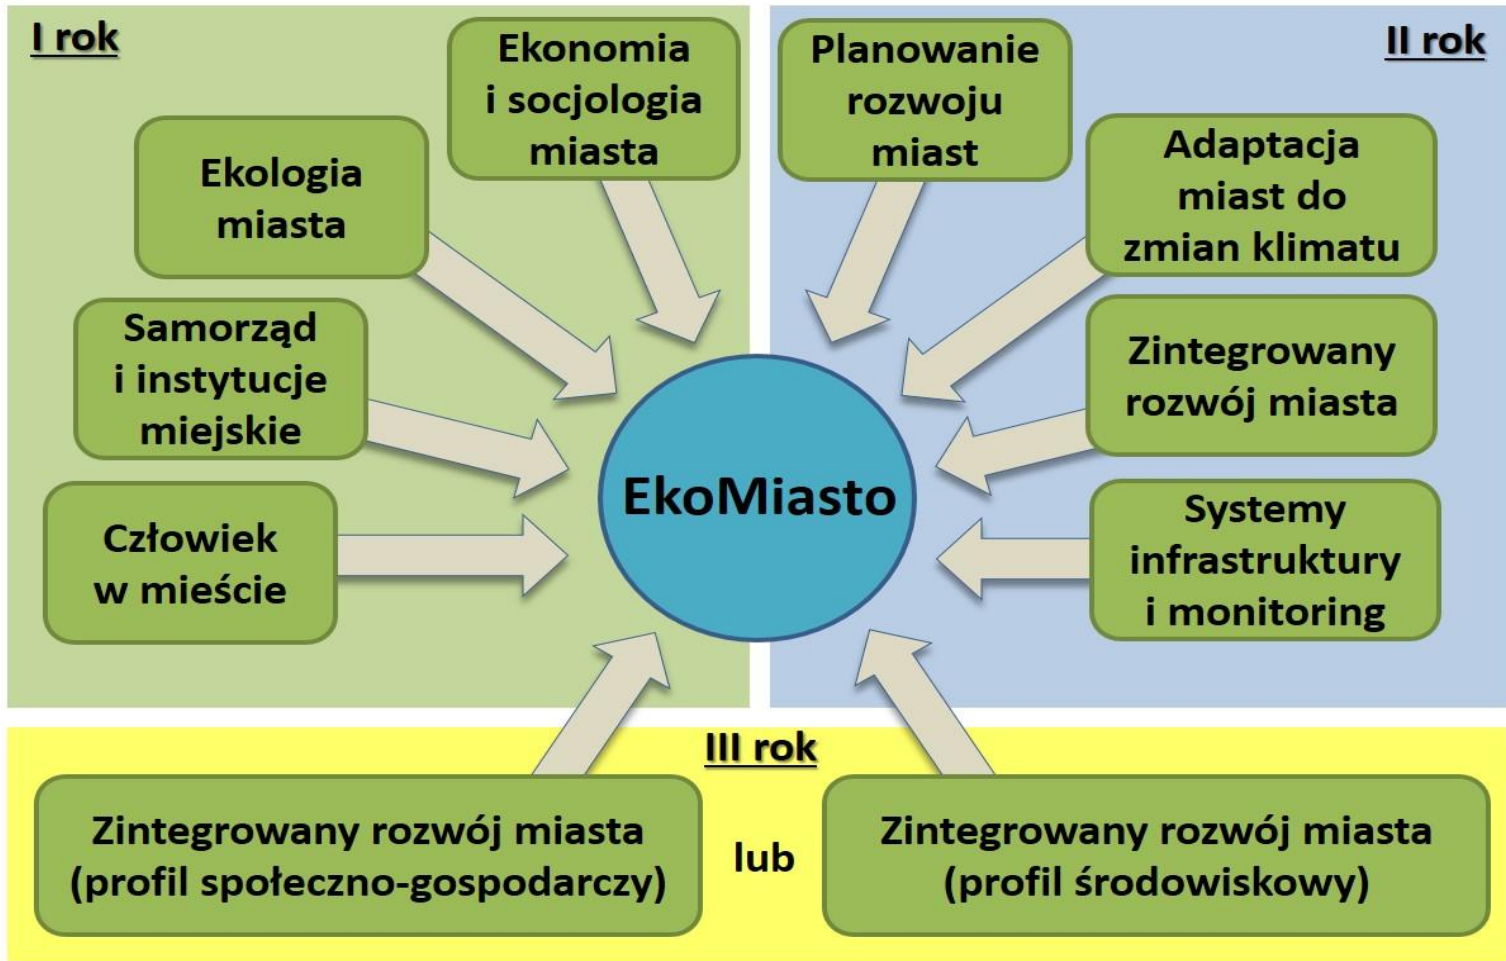 I rok
Ekonomia
i socjologia
miasta
Ekologia
miasta
Samorząd
i instytucje
miejskie
Człowiek
w mieście
II rok
Planowanie
rozwoju
miast
Adaptacja
miast do
zmian klimatu
Zintegrowany
rozwój miasta
Systemy
infrastruktury
i monitoring
EkoMiasto
III rok
Zintegrowany rozwój miasta
(profil społeczno-gospodarczy)
lub
Zintegrowany rozwój miasta
(profil środowiskowy)